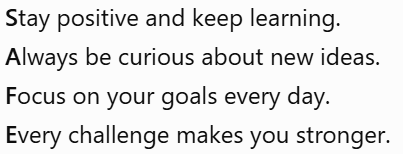 Stay positive and keep learning.
Always be curious about new ideas.
Focus on your goals every day.
Every challenge makes you stronger.